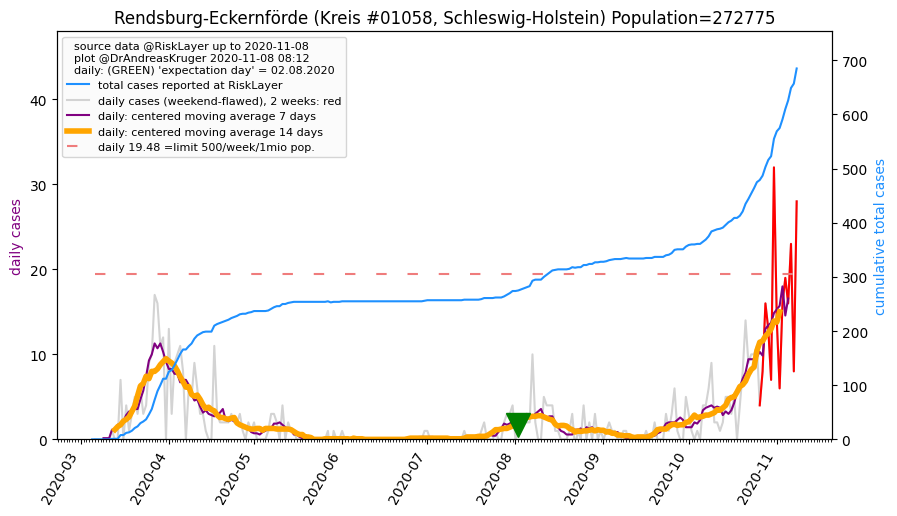 Rendsburg-Eckernförde (Kreis #01058, Schleswig-Holstein) Population=272775
source data @RiskLayer up to 2020-11-08
plot @DrAndreasKruger 2020-11-08 08:12
daily: (GREEN) 'expectation day' = 02.08.2020
total cases reported at RiskLayer
daily cases (weekend-flawed), 2 weeks: red
daily: centered moving average 7 days
daily: centered moving average 14 days
daily 19.48 =limit 500/week/1mio pop.
daily cases
40
30
20
10
0
cumulative total cases
700
600
500
400
300
200
100
0
2020-03
2020-04
2020-05
2020-06
2020-07
2020-08
2020-09
2020-10
2020-11